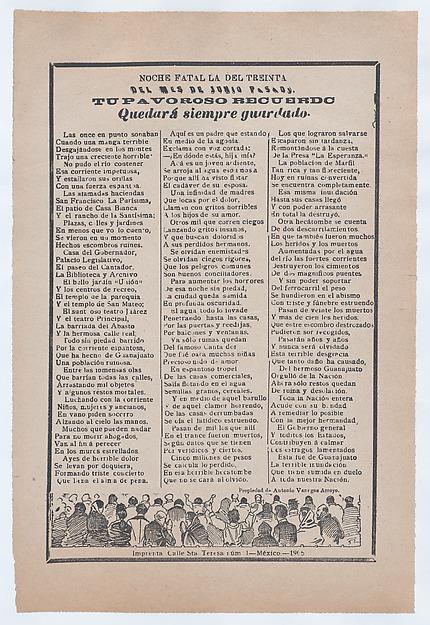 NOCHE FATAL LA DEL TREINTA
DEL MES DE JUNIO PASADO,
TU PAVOROSO RECUERDO
Quedará siempre guardado.
Las once en punto sonaban
Cuando una manga terrible
Desgajándose en los montes
Trajo una creciente horrible
No pudo el río contener
Esa corriente impetuosa,
Y estallaron sus orillas
Con una fuerza espantosa.
Las afamadas haciendas
San Francisco La Purísima,
El patio de Casa Blanca
Y el rancho de la Santísima;
Plazas, calles y jardines
En menos que yo lo cuento,
Se vieron en un momento
Hechos escombros ruines.
Casa del Gobernador,
Palacio Legislativo,
El paseo del Cantador,
La Biblioteca y Archivo
El bello jardín "Unión"
Y los centros de recreo,
El templo de la parroquia
Y el templo de San Mateo;
El suntuoso teatro Juárez
Y el teatro Principal,
La barriada del Abasto
Y la hermosa calle real;
Todo sin piedad barrido
Por la corriente espantosa,
Que ha hecho de Guanajuato
Una población ruinosa.
Entre las tomentosas olas
Que barrían todas las calles,
Arrastrando mil objetos
Y algunos restos mortales.
Luchando con la corriente
Niños, mujeres y ancianos,
En vano piden socorro
Alzando al cielo las manos.
Muchos que pueden nadar
Para no morir ahogados,
Van al fin á perecer
En los muros estrellados.
Ayes de horrible dolor
Se levan por doquiera,
Formando triste concierto
Que llena el alma de pena.
Aquí es un padre que estando
En medio de la agonía,
Exclama con voz cortada:
—¿En dónde estás, hija mía?
Acá es un joven ardiente,
Se arroja al agua
Porque allí ha visto flotar
El cadáver de su esposa.
Una infinidad de madres
Que locas por el dolor,
Claman con gritos horribles
A los hijos de su amor.
Otros mil que corren ciegos
Lanzando gritos insanos,
Y que buscan doloridos
A sus perdidos hermanos.
Se olvidan enemistades
Se olvidan ciegos rigores,
Que los peligros comunes
Son buenos conciliadores.
Para aumentar los horrores
De esa noche sin piedad,
La ciudad queda sumida
En profunda oscuridad.
El agua todo lo invade
Penetrando hasta las casas,
Por las puertas y rendijas,
Por balcones y ventanas.
Ya sólo ruinas quedan
Del famoso Cantador
Que fué para muchas niñas
Precioso nido de amor.
En espantoso tropel
De las casas comerciales,
Salía flotando en el agua
Semillas, granos, cereales.
Y en medio de aquel barullo
Y de aquel clamor horrendo,
De las casas derrumbadas
Se oía el fatídico estruendo.
Pasan de mil los que allí
En el trance fueron muertos,
Según datos que se tienen
Por verídicos y ciertos.
Cinco millones de pesos
Se calcula lo perdido,
En esa terrible hecatombe
Que no se dará al olvido.
Los que lograron salvarse
Escaparon sin tardanza,
Remontándose á la cuesta
De la Presa "La Esperanza."
La población de Marfil
Tan rica y tan floreciente,
Hoy en ruinas convertida
Se encuentra completamente.
Esa misma inundación
Hasta sus casas llegó
Y con poder arrasante
En total la destruyó.
Otra hecatombe se cuenta
De dos descarrilamientos.
En que también fueron muchos
Los heridos y los muertos
Aumentadas por el agua
del río las fuertes corrientes
Destruyeron los cimientos
De dos magníficos puentes.
Y sin poder soportar
Del ferrocarril el peso
Se hundieron en el abismo
Con triste y fúnebre estruendo
Pasan de veinte los muertos
Y más de cien los heridos;
Que entre escombro destrozados
Pudieron ser recogidos,
Pasarán años y años
Y nunca será olvidado
Esta terrible desgracia
Que tanto daño ha causado,
Del hermoso Guanajuato
Orgullo de la Nación
Ahora sólo restos quedan
De ruina y desolación.
Toda la Nación entera
Acude con su bondad
A remediar lo posible
Con la mejor hermandad,
El Gobierno general
Y toditos los Estados,
Contribuyen á calmar
Los estragos lamentados
Esta fué de Guanajuato
La terrible inundación
Que tiene sumida en duelo
A toda nuestra Nación.
Propiedad de Antonio Vanegas Arroyo.
Imprenta Calle Sta. Teresa núm. 1—México.—1905